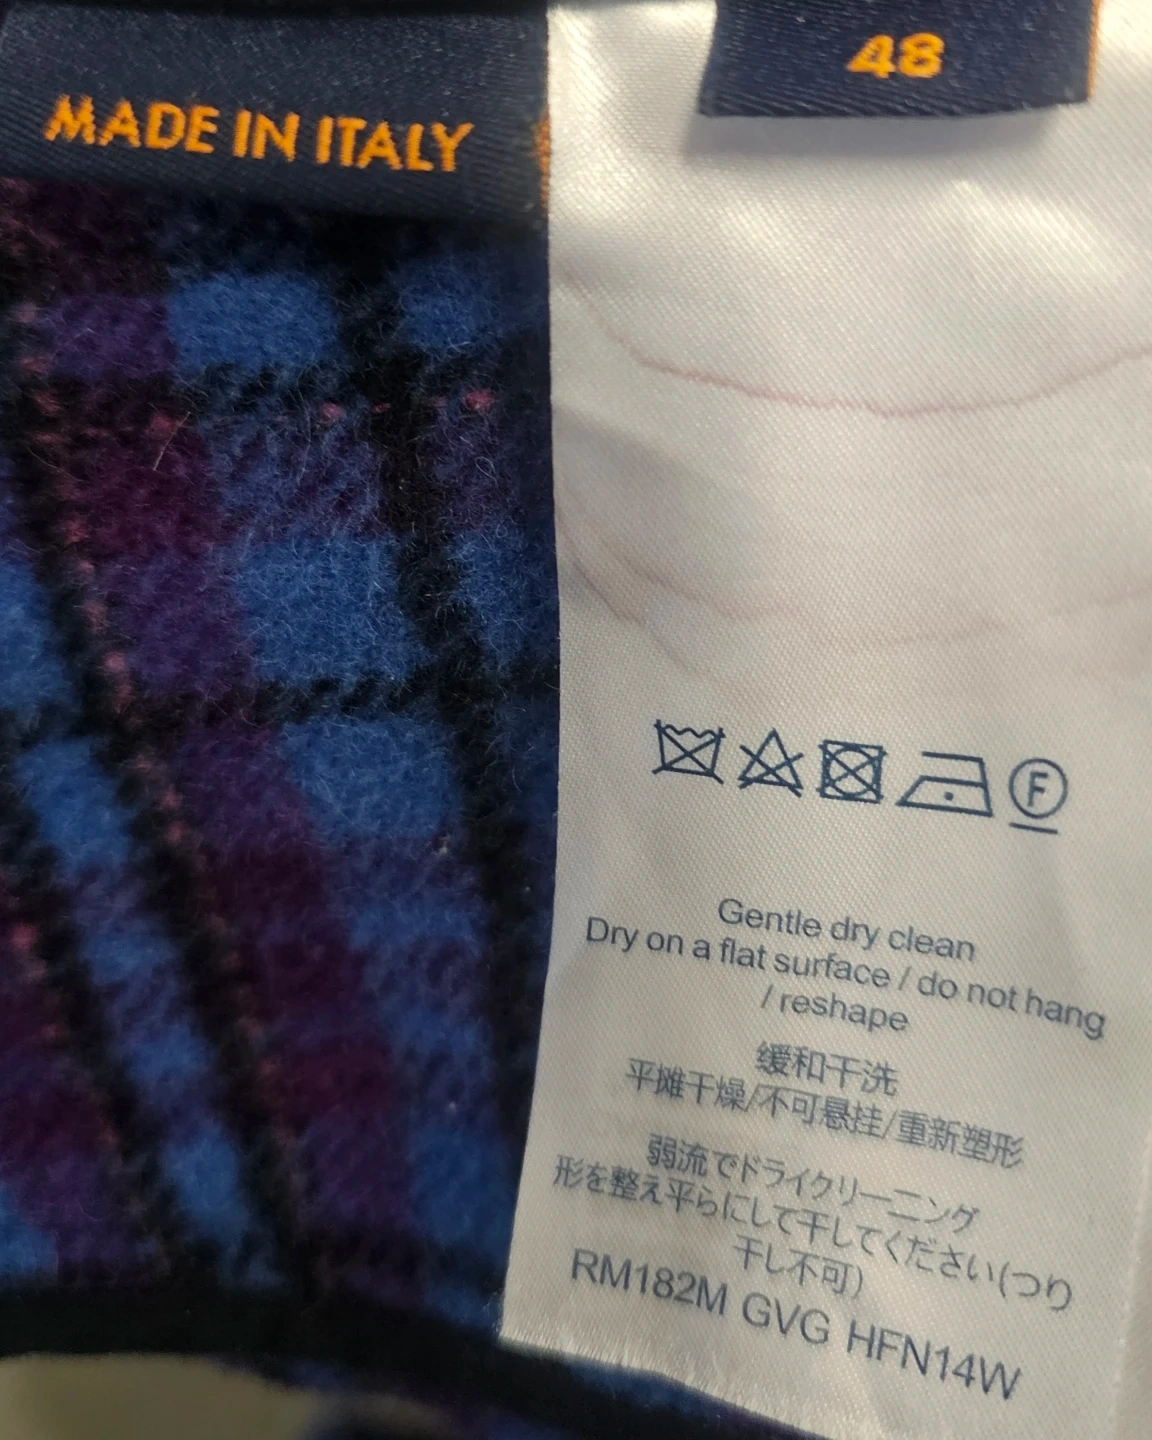 MADE IN ITALY
48
F
Gentle dry clean
Dry on a flat surface / do not hang
/ reshape
缓和干洗
平摊干燥/不可悬挂/重新塑形
弱流でドライクリーニング
形を整え平らにして干してください(つり
干し不可)
RM182M GVG HFN14W